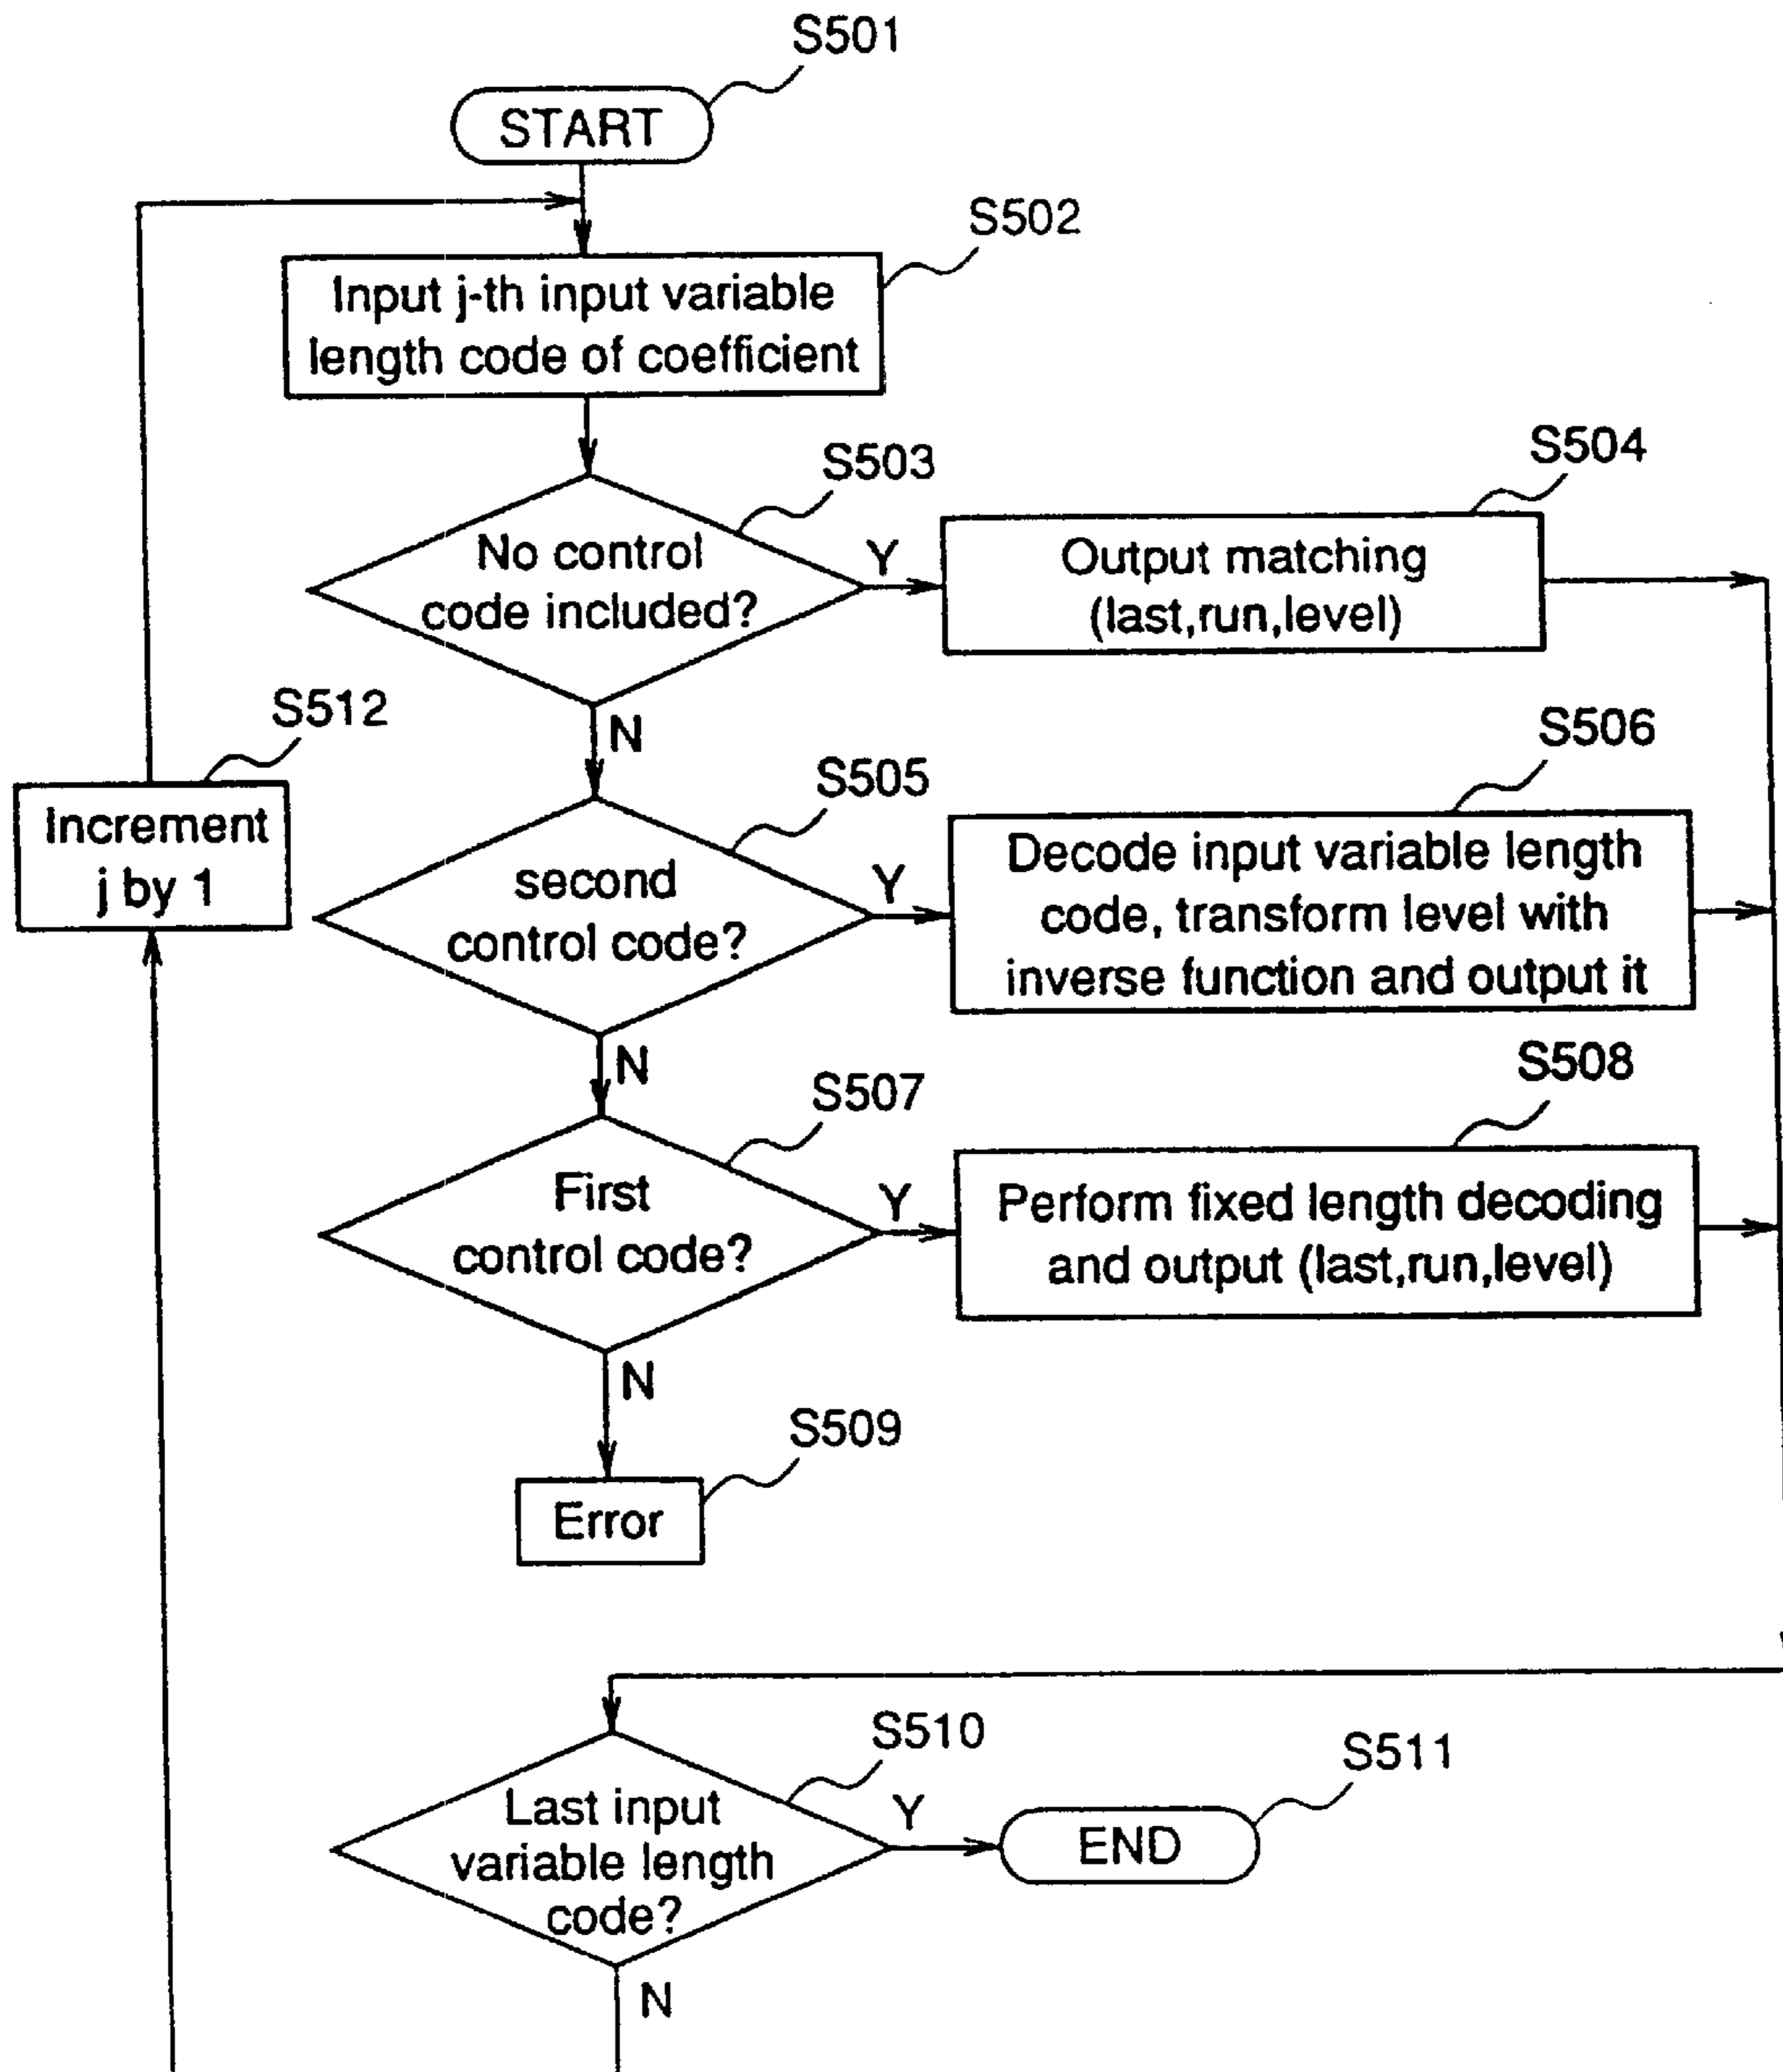 S501
START
S502
Input j-th input variable
length code of coefficient
S503
No control
code included?
Y
S504
Output matching
(last,run,level)
N
S512
Increment
j by 1
S505
second
control code?
Y
S506
Decode input variable length
code, transform level with
inverse function and output it
N
S507
First
control code?
Y
S508
Perform fixed length decoding
and output (last,run,level)
N
S509
Error
S510
Last input
variable length
code?
Y
S511
END
N